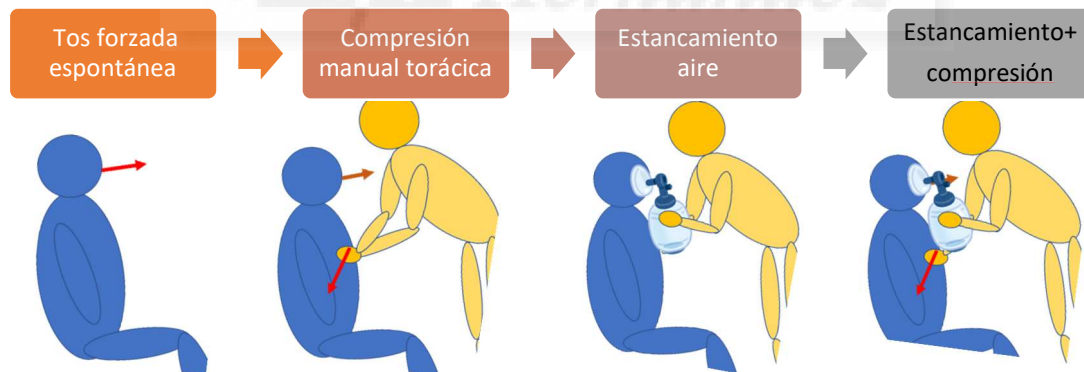 Tos forzada
espontánea
Compresión
manual torácica
Estancamiento
aire
Estancamiento+
compresión